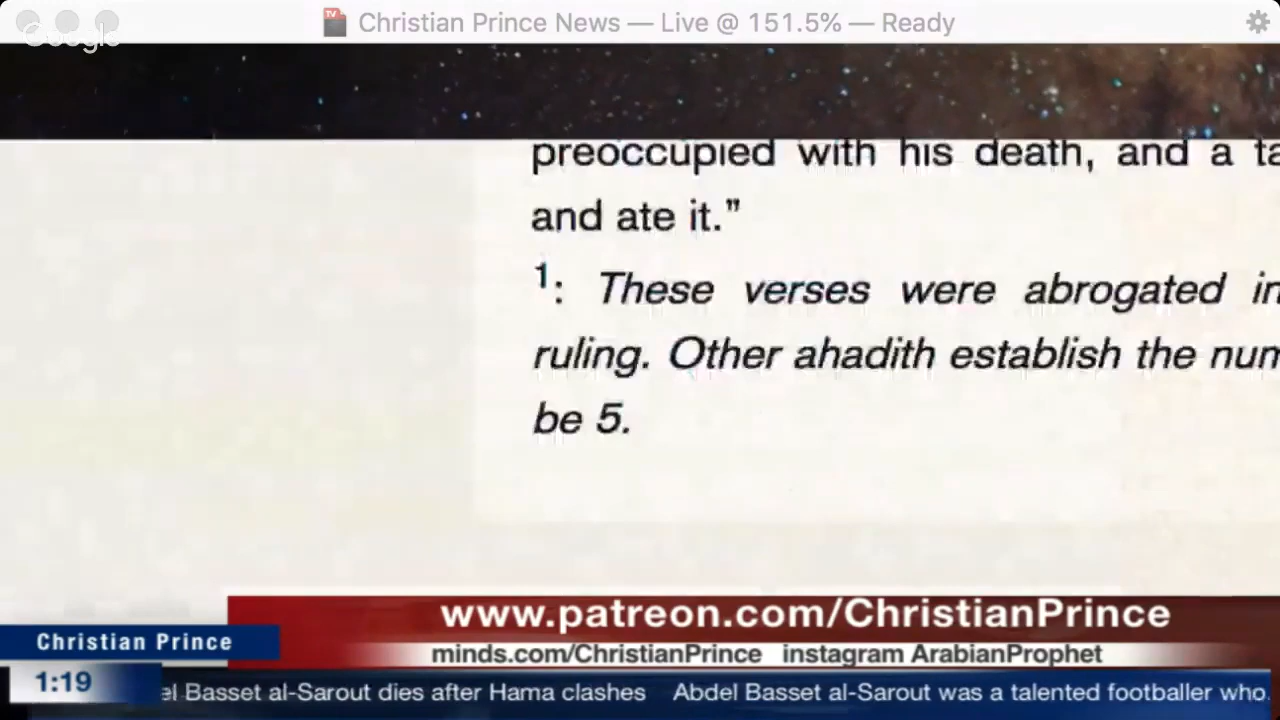 Christian Prince News — Live @ 151.5% — Ready
Google
preoccupied with his death, and a ta
and ate it."
1: These verses were abrogated in
ruling. Other ahadith establish the num
be 5.
www.patreon.com/ChristianPrince
Christian Prince
minds.com/ChristianPrince instagram ArabianProphet
1:19
el Basset al-Sarout dies after Hama clashes Abdel Basset al-Sarout was a talented footballer who.